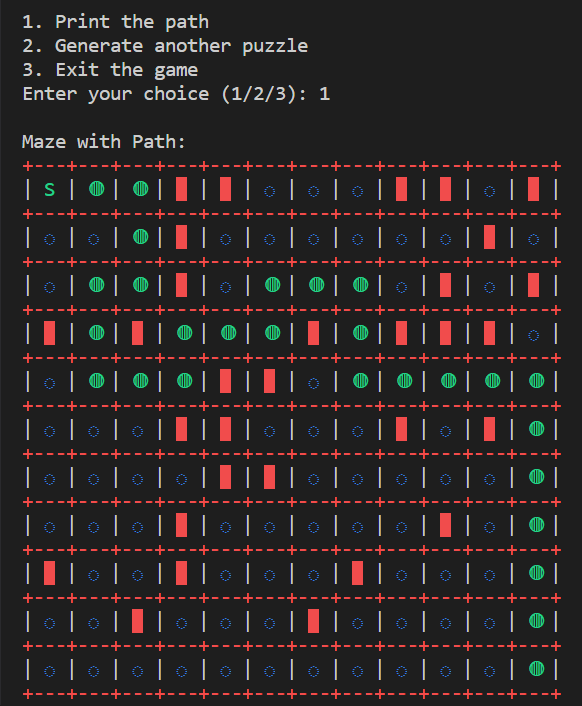 1. Print the path
2. Generate another puzzle
3. Exit the game
Enter your choice (1/2/3): 1
Maze with Path:
+---+---+---+---+---+---+---+---+---+---+---+---+
| S | ◍ | ◍ | █ | █ | ◌ | ◌ | ◌ | █ | █ | ◌ | █ |
+---+---+---+---+---+---+---+---+---+---+---+---+
| ◌ | ◌ | ◍ | █ | ◌ | ◌ | ◌ | ◌ | ◌ | ◌ | █ | ◌ |
+---+---+---+---+---+---+---+---+---+---+---+---+
| ◌ | ◍ | ◍ | █ | ◌ | ◍ | ◍ | ◍ | ◌ | █ | ◌ | █ |
+---+---+---+---+---+---+---+---+---+---+---+---+
| █ | ◍ | █ | ◍ | ◍ | ◍ | █ | ◍ | █ | █ | █ | ◌ |
+---+---+---+---+---+---+---+---+---+---+---+---+
| ◌ | ◍ | ◍ | ◍ | █ | █ | ◌ | ◍ | ◍ | ◍ | ◍ | ◍ |
+---+---+---+---+---+---+---+---+---+---+---+---+
| ◌ | ◌ | ◌ | █ | █ | ◌ | ◌ | ◌ | █ | ◌ | █ | ◍ |
+---+---+---+---+---+---+---+---+---+---+---+---+
| ◌ | ◌ | ◌ | ◌ | █ | █ | ◌ | ◌ | ◌ | ◌ | ◌ | ◍ |
+---+---+---+---+---+---+---+---+---+---+---+---+
| ◌ | ◌ | ◌ | █ | ◌ | ◌ | ◌ | ◌ | ◌ | █ | ◌ | ◍ |
+---+---+---+---+---+---+---+---+---+---+---+---+
| █ | ◌ | ◌ | █ | ◌ | ◌ | ◌ | █ | ◌ | ◌ | ◌ | ◍ |
+---+---+---+---+---+---+---+---+---+---+---+---+
| ◌ | ◌ | █ | ◌ | ◌ | ◌ | █ | ◌ | ◌ | ◌ | ◌ | ◍ |
+---+---+---+---+---+---+---+---+---+---+---+---+
| ◌ | ◌ | ◌ | ◌ | ◌ | ◌ | ◌ | ◌ | ◌ | ◌ | ◌ | ◍ |
+---+---+---+---+---+---+---+---+---+---+---+---+